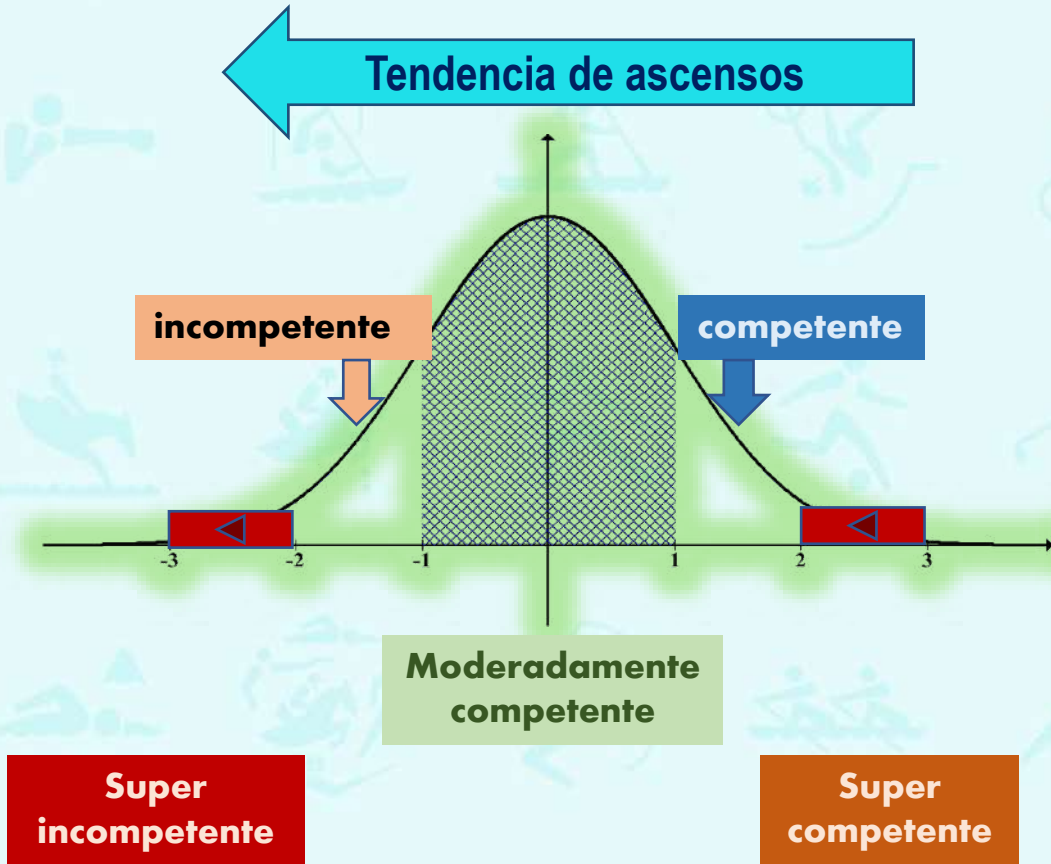 Tendencia de ascensos
incompetente
competente
-3
-2
-1
1
2
3
Moderadamente
competente
Super
incompetente
Super
competente